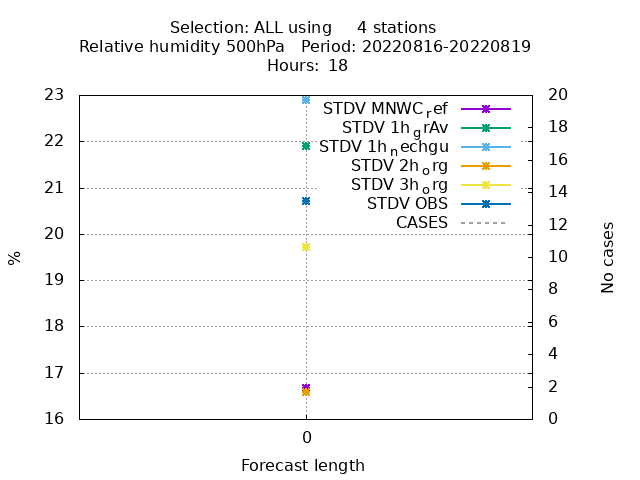 Selection: ALL using     4 stations
Relative humidity 500hPa   Period: 20220816-20220819
Hours: 18
23
22
21
20
19
18
17
16
%
20
18
16
14
12
10
8
6
4
2
0
No cases
STDV MNWC_ref
STDV 1h_grAv
STDV 1h_nechgu
STDV 2h_org
STDV 3h_org
STDV OBS
CASES
0
Forecast length